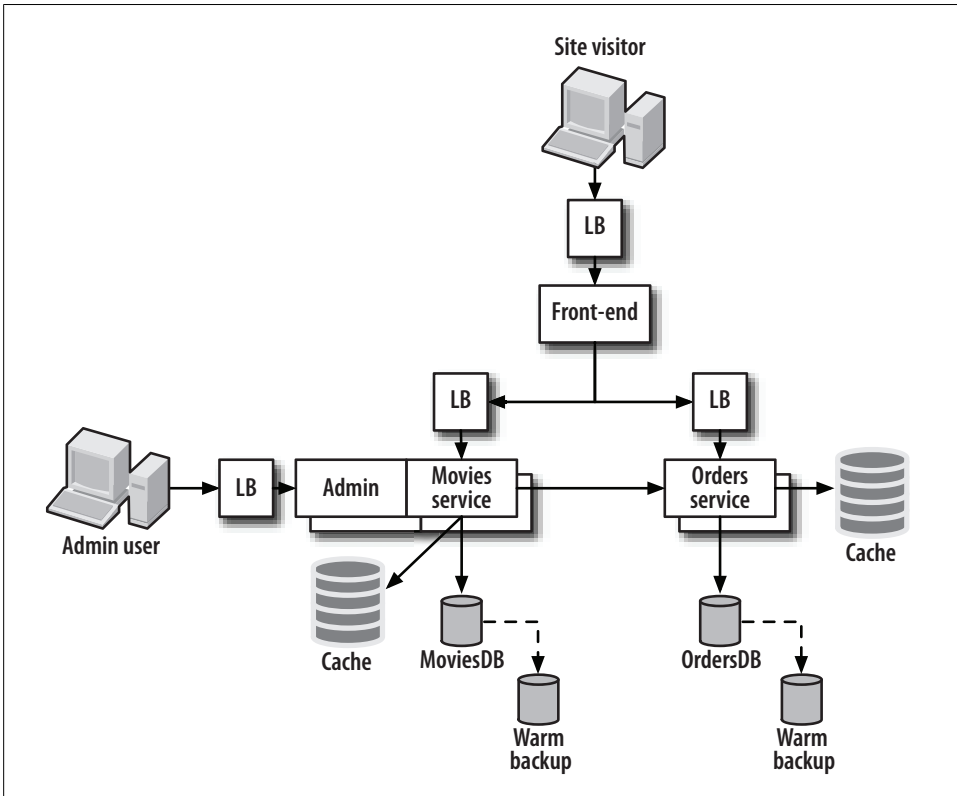 Site visitor
LB
Front-end
LB
LB
LB
Admin
Movies
service
Orders
service
Admin user
Cache
Cache
MoviesDB
OrdersDB
Warm
backup
Warm
backup